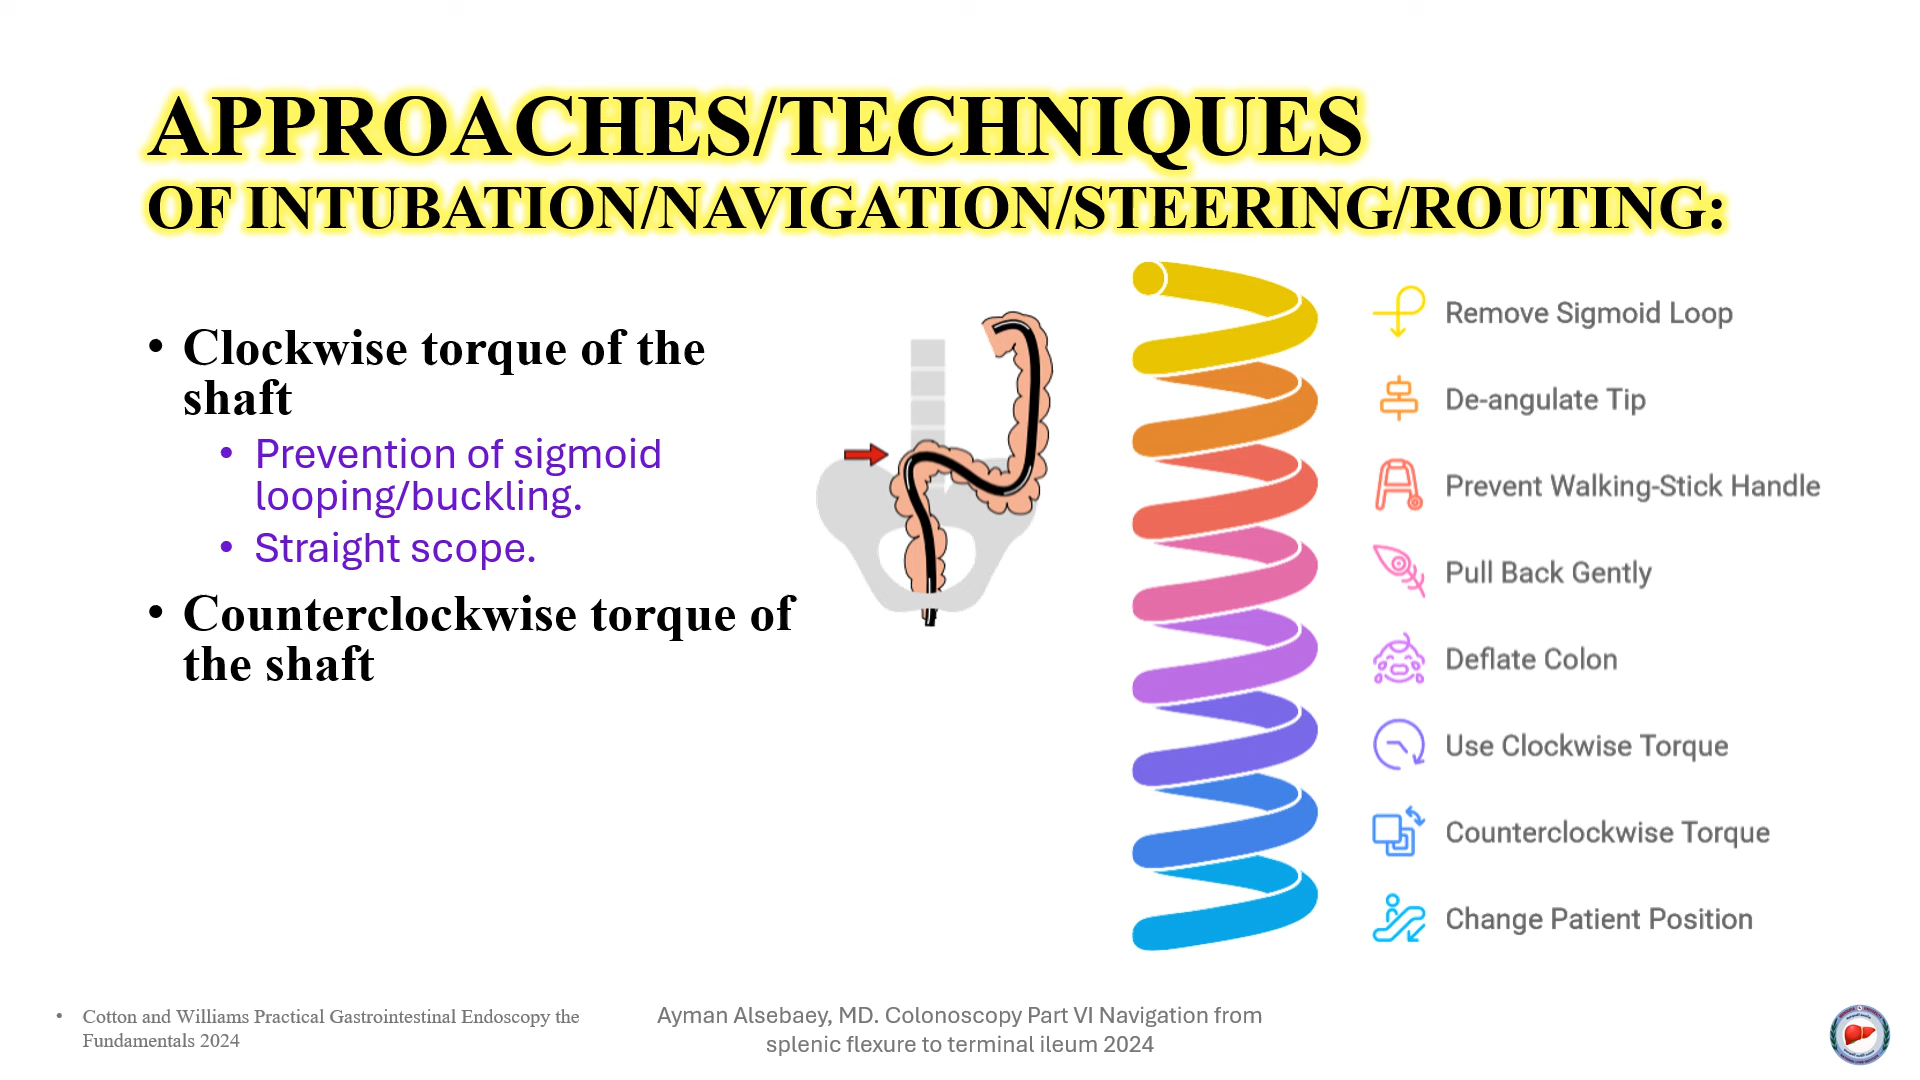 APPROACHES/TECHNIQUES
OF INTUBATION/NAVIGATION/STEERING/ROUTING:
• Clockwise torque of the
shaft
• Prevention of sigmoid
looping/buckling.
• Straight scope.
• Counterclockwise torque of
the shaft
Remove Sigmoid Loop
De-angulate Tip
Prevent Walking-Stick Handle
Pull Back Gently
Deflate Colon
Use Clockwise Torque
Counterclockwise Torque
Change Patient Position
• Cotton and Williams Practical Gastrointestinal Endoscopy the
Fundamentals 2024
Ayman Alsebaey, MD. Colonoscopy Part VI Navigation from
splenic flexure to terminal ileum 2024